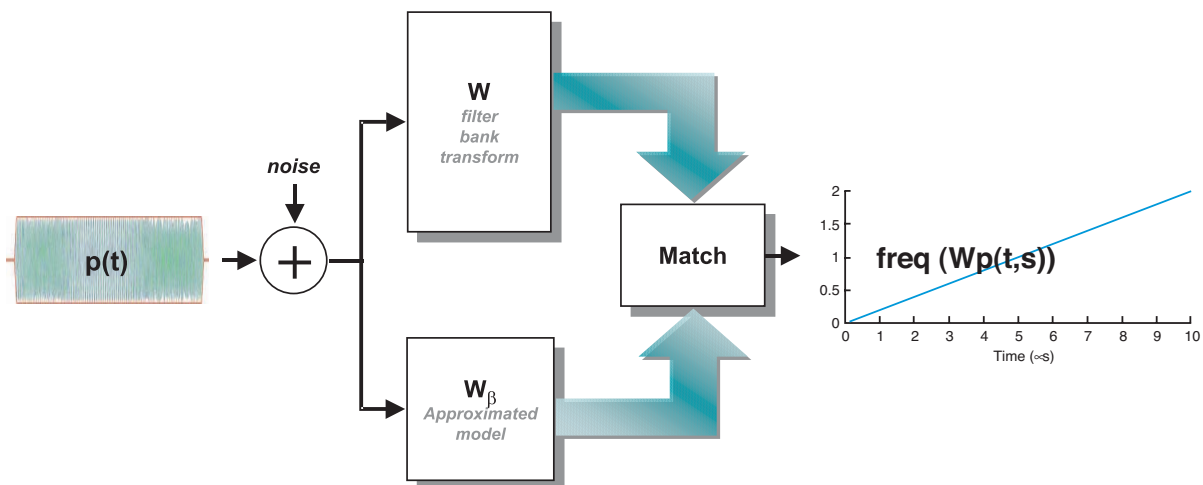 W
filter
bank
transform
noise
p(t)
+
Match
Wβ
Approximated
model
freq (Wp(t,s))
2
1.5
1
0.5
0
0 1 2 3 4 5 6 7 8 9 10
Time (∝s)